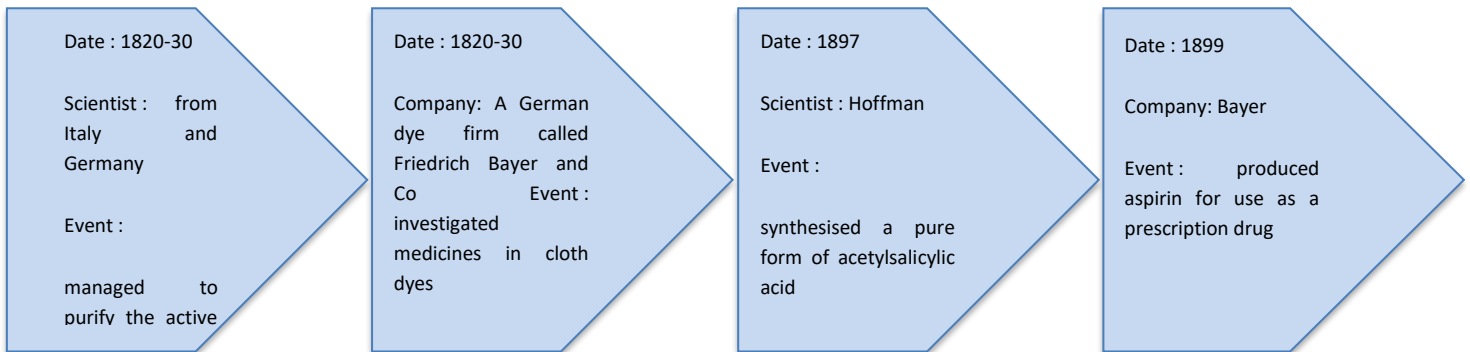 Date : 1820-30
Scientist : from
Italy and
Germany
Event :
managed to
purify the active
Date : 1820-30
Company: A German
dye firm called
Friedrich Bayer and
Co Event :
investigated
medicines in cloth
dyes
Date : 1897
Scientist : Hoffman
Event :
synthesised a pure
form of acetylsalicylic
acid
Date : 1899
Company: Bayer
Event : produced
aspirin for use as a
prescription drug